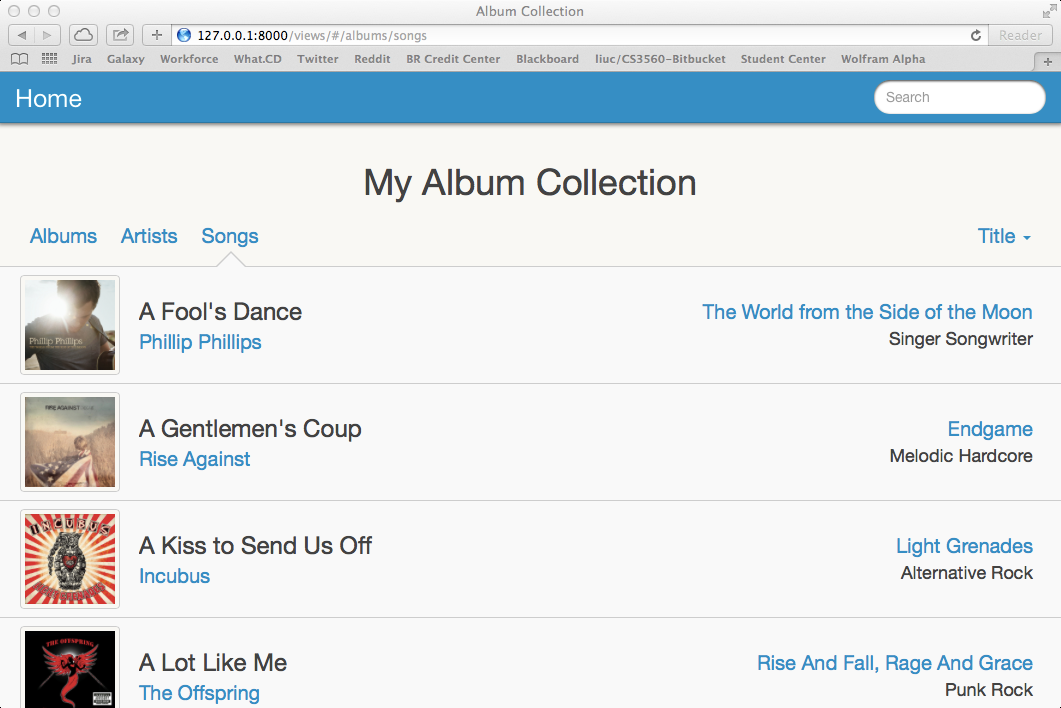 Album Collection
127.0.0.1:8000/views/#/albums/songs
Reader
Jira Galaxy Workforce What.CD Twitter Reddit BR Credit Center Blackboard liuc/CS3560-Bitbucket Student Center Wolfram Alpha
Home
Search
My Album Collection
Albums Artists Songs
Title
Phillip Phillips
A Fool's Dance
Phillip Phillips
The World from the Side of the Moon
Singer Songwriter
RISE AGAINST
A Gentlemen's Coup
Rise Against
Endgame
Melodic Hardcore
INCUBUS
A Kiss to Send Us Off
Incubus
Light Grenades
Alternative Rock
THE OFFSPRING
A Lot Like Me
The Offspring
Rise And Fall, Rage And Grace
Punk Rock